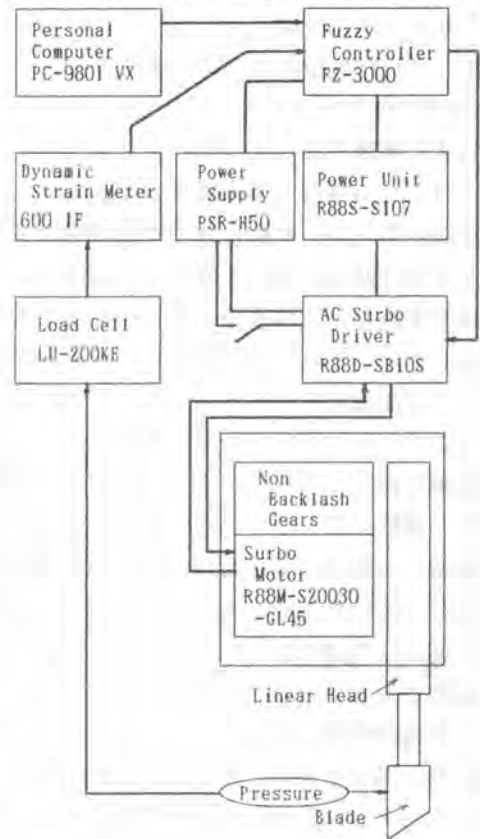 Personal
Computer
PC-9801 VX
Fuzzy
Controller
FZ-3000
Dynamic
Strain Meter
600 1F
Power
Supply
PSR-H50
Power Unit
R88S-S107
Load Cell
LU-200KE
AC Surbo
Driver
R88D-SB10S
Non
Backlash
Gears
Surbo
Motor
R88M-S20030
-GL45
Linear Head
Pressure
Blade